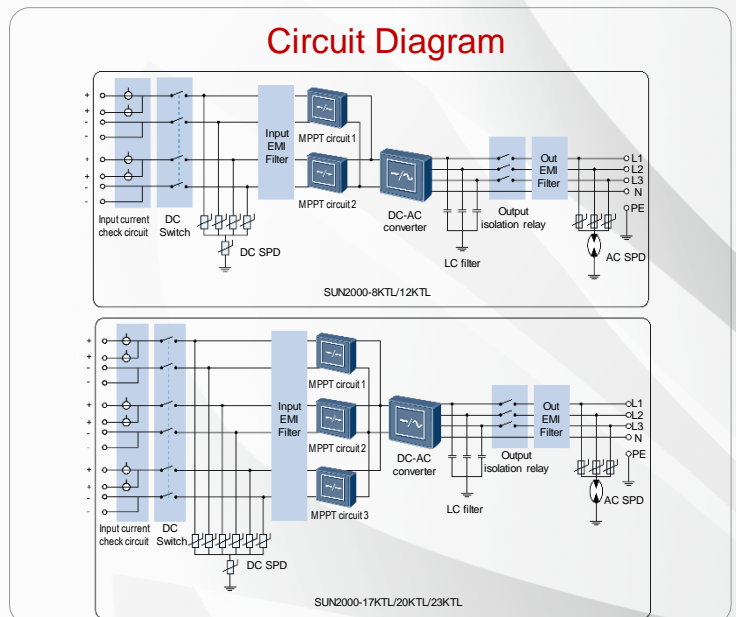 Circuit Diagram
+
+
-
-
+
+
-
-
Input current
check circuit
DC
Switch
DC SPD
Input
EMI
Filter
MPPT circuit 1
MPPT circuit 2
DC-AC
converter
LC filter
Output
isolation relay
Out
EMI
Filter
L1
L2
L3
N
PE
AC SPD
SUN2000-8KTL/12KTL
+
+
-
-
+
+
-
-
+
+
-
-
Input current
check circuit
DC
Switch
DC SPD
Input
EMI
Filter
MPPT circuit 1
MPPT circuit 2
MPPT circuit 3
DC-AC
converter
LC filter
Output
isolation relay
Out
EMI
Filter
L1
L2
L3
N
PE
AC SPD
SUN2000-17KTL/20KTL/23KTL